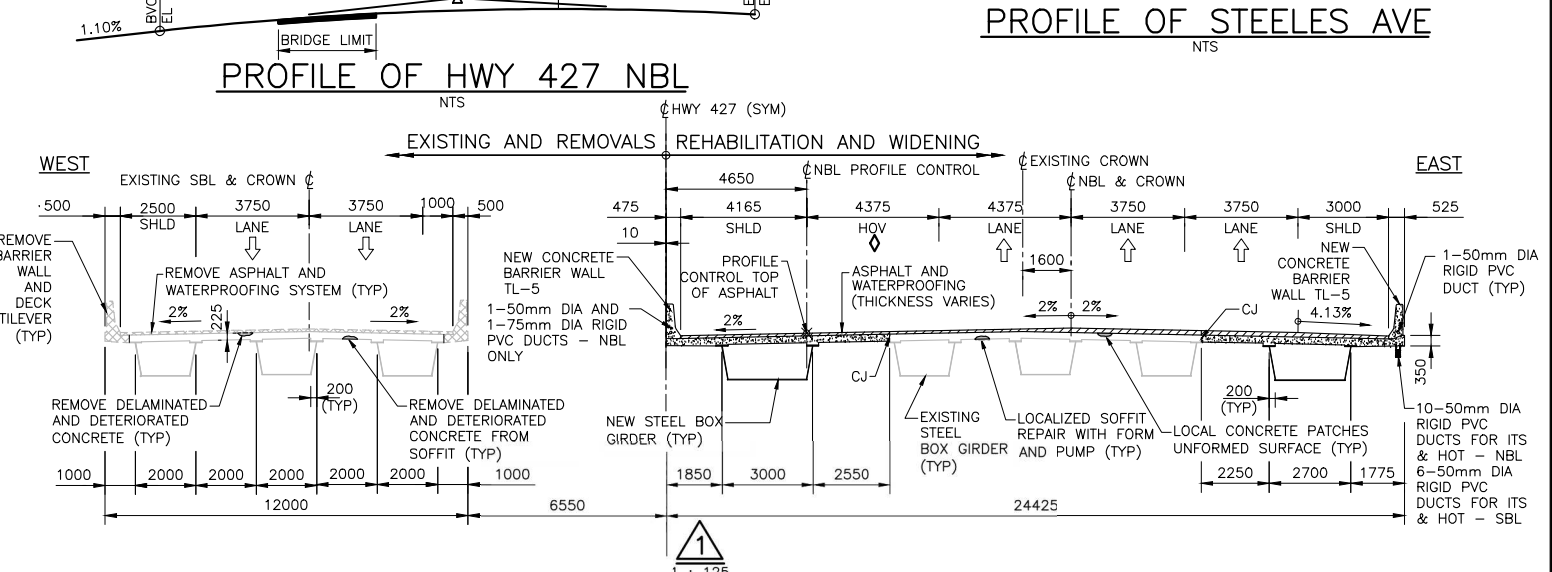 1.10%
BVC
EL
BRIDGE LIMIT
PROFILE OF HWY 427 NBL
NTS
PROFILE OF STEELES AVE
NTS
℄ HWY 427 (SYM)
EXISTING AND REMOVALS
REHABILITATION AND WIDENING
WEST
EAST
EXISTING SBL & CROWN ℄
℄ NBL PROFILE CONTROL
℄ EXISTING CROWN
℄ NBL & CROWN
4650
500
2500
SHLD
3750
LANE
3750
LANE
1000
500
475
10
4165
SHLD
4375
HOV
4375
LANE
3750
LANE
3750
LANE
3000
SHLD
525
1600
REMOVE
BARRIER
WALL
AND
DECK
TILEVER
(TYP)
REMOVE ASPHALT AND
WATERPROOFING SYSTEM (TYP)
2%
225
2%
NEW CONCRETE
BARRIER WALL
TL-5
1-50mm DIA AND
1-75mm DIA RIGID
PVC DUCTS - NBL
ONLY
PROFILE
CONTROL TOP
OF ASPHALT
2%
ASPHALT AND
WATERPROOFING
(THICKNESS VARIES)
2%
2%
NEW
CONCRETE
BARRIER
WALL TL-5
4.13%
CJ
1-50mm DIA
RIGID PVC
DUCT (TYP)
350
REMOVE DELAMINATED
AND DETERIORATED
CONCRETE (TYP)
200
(TYP)
REMOVE DELAMINATED
AND DETERIORATED
CONCRETE FROM
SOFFIT (TYP)
NEW STEEL BOX
GIRDER (TYP)
CJ
EXISTING
STEEL
BOX GIRDER
(TYP)
LOCALIZED SOFFIT
REPAIR WITH FORM
AND PUMP (TYP)
LOCAL CONCRETE PATCHES
UNFORMED SURFACE (TYP)
200
(TYP)
10-50mm DIA
RIGID PVC
DUCTS FOR ITS
& HOT - NBL
6-50mm DIA
RIGID PVC
DUCTS FOR ITS
& HOT - SBL
1000
2000
2000
2000
2000
2000
1000
1850
3000
2550
2250
2700
1775
12000
6550
24425
1